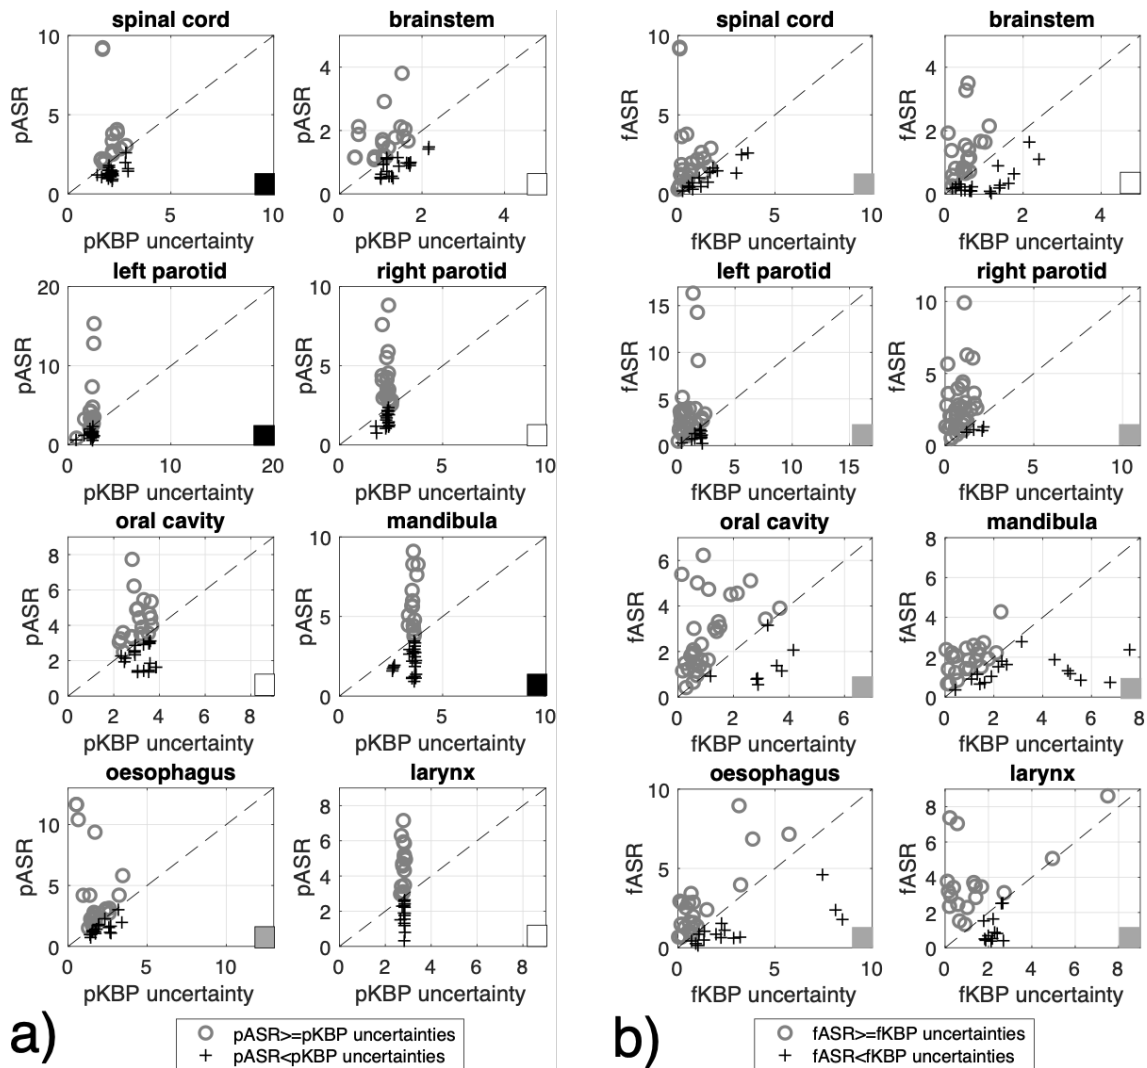 spinal cord
10
5
0
0 5 10
pASR
pKBP uncertainty
brainstem
4
2
0
0 2 4
pASR
pKBP uncertainty
left parotid
20
10
0
0 10 20
pASR
pKBP uncertainty
right parotid
10
5
0
0 5 10
pASR
pKBP uncertainty
oral cavity
8
6
4
2
0
0 2 4 6 8
pASR
pKBP uncertainty
mandibula
10
5
0
0 5 10
pASR
pKBP uncertainty
oesophagus
10
5
0
0 5 10
pASR
pKBP uncertainty
larynx
8
6
4
2
0
0 2 4 6 8
pASR
pKBP uncertainty
a)
pASR>=pKBP uncertainties
pASR<pKBP uncertainties
spinal cord
10
5
0
0 5 10
fASR
fKBP uncertainty
brainstem
4
2
0
0 2 4
fASR
fKBP uncertainty
left parotid
15
10
5
0
0 5 10 15
fASR
fKBP uncertainty
right parotid
10
5
0
0 5 10
fASR
fKBP uncertainty
oral cavity
6
4
2
0
0 2 4 6
fASR
fKBP uncertainty
mandibula
8
6
4
2
0
0 2 4 6 8
fASR
fKBP uncertainty
oesophagus
10
5
0
0 5 10
fASR
fKBP uncertainty
larynx
8
6
4
2
0
0 2 4 6 8
fASR
fKBP uncertainty
b)
fASR>=fKBP uncertainties
fASR<fKBP uncertainties